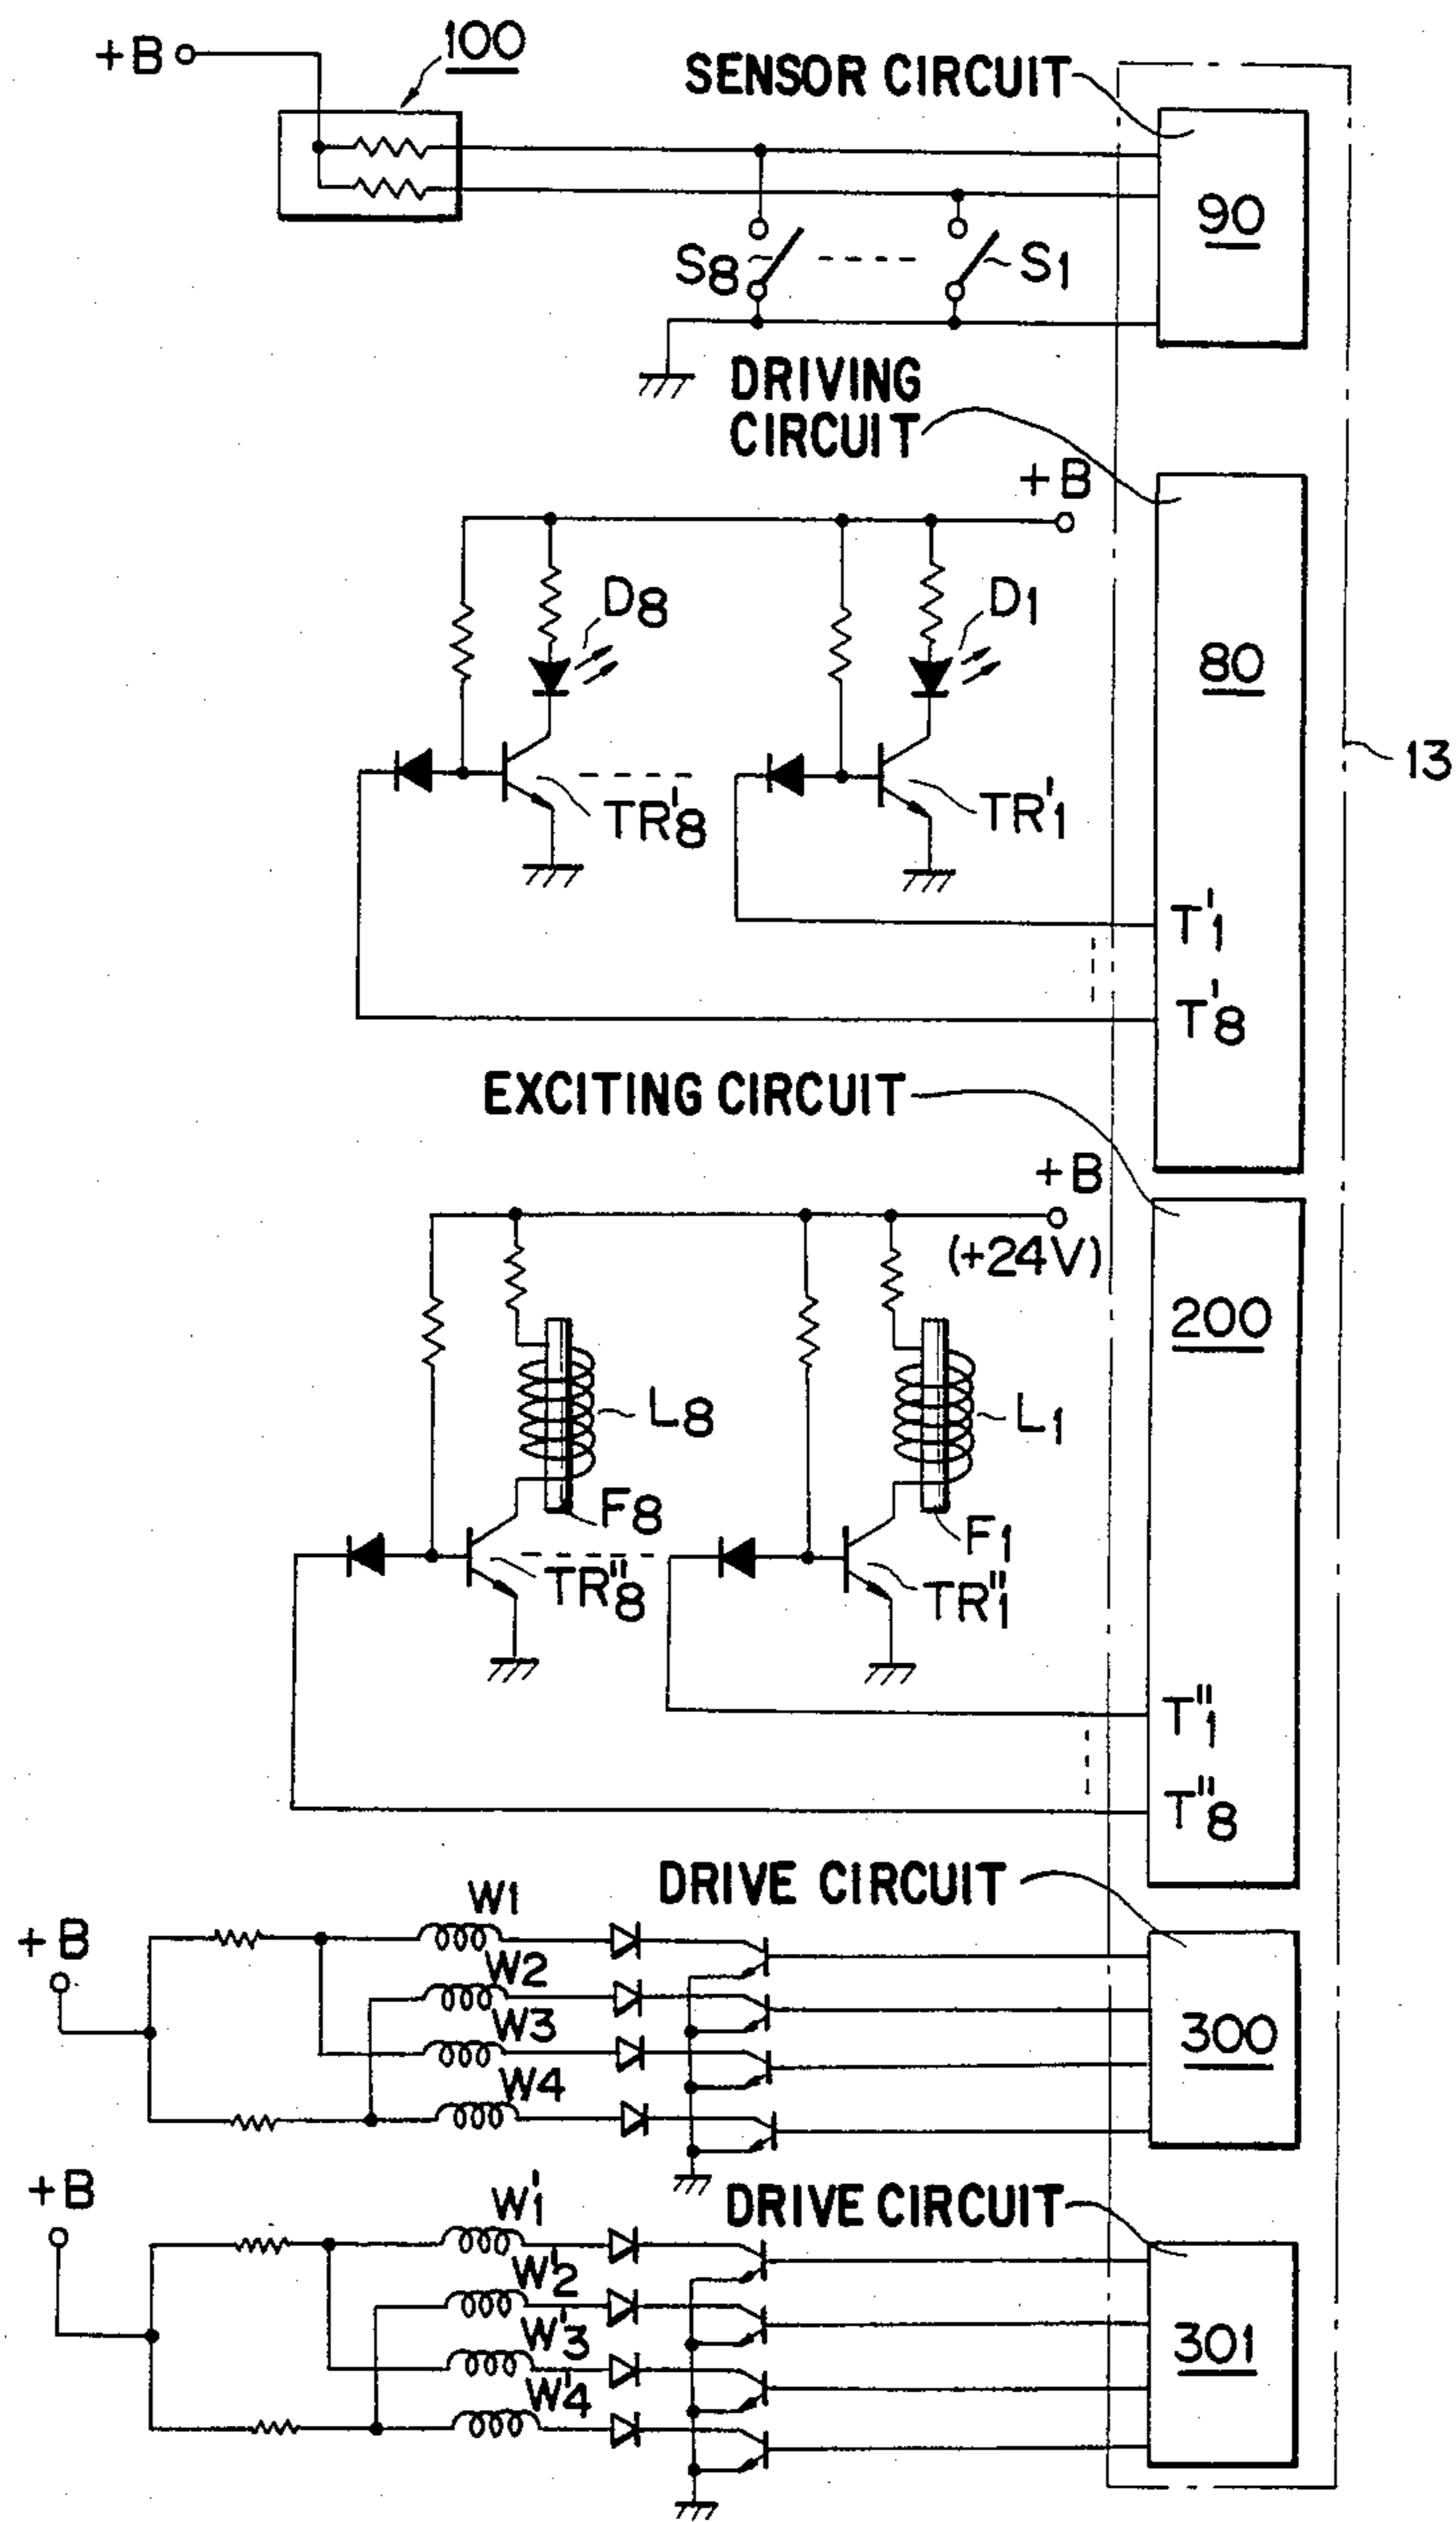 +B
100
SENSOR CIRCUIT
90
S8
S1
DRIVING
CIRCUIT
+B
D8
D1
80
13
TR'8
TR'1
T'1
T'8
EXCITING CIRCUIT
+B
(+24V)
200
L8
L1
F8
F1
TR"8
TR"1
T"1
T"8
DRIVE CIRCUIT
W1
+B
W2
W3
300
W4
+B
W'1
DRIVE CIRCUIT
W'2
W'3
301
W'4